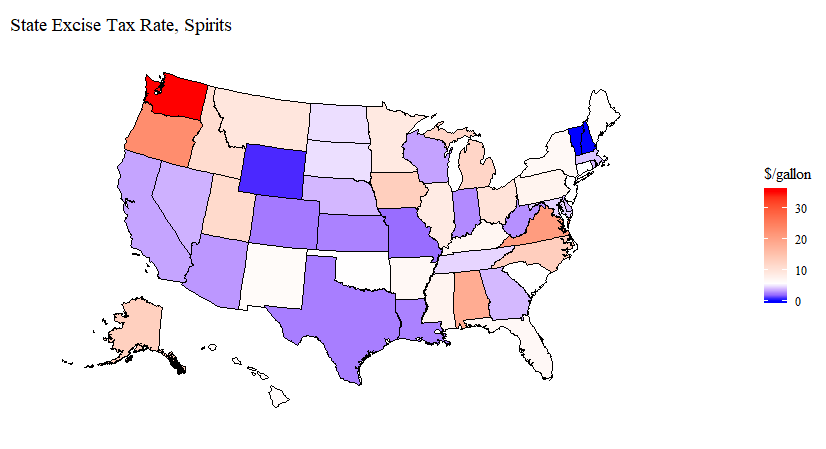 State Excise Tax Rate, Spirits
$/gallon
30
20
10
0